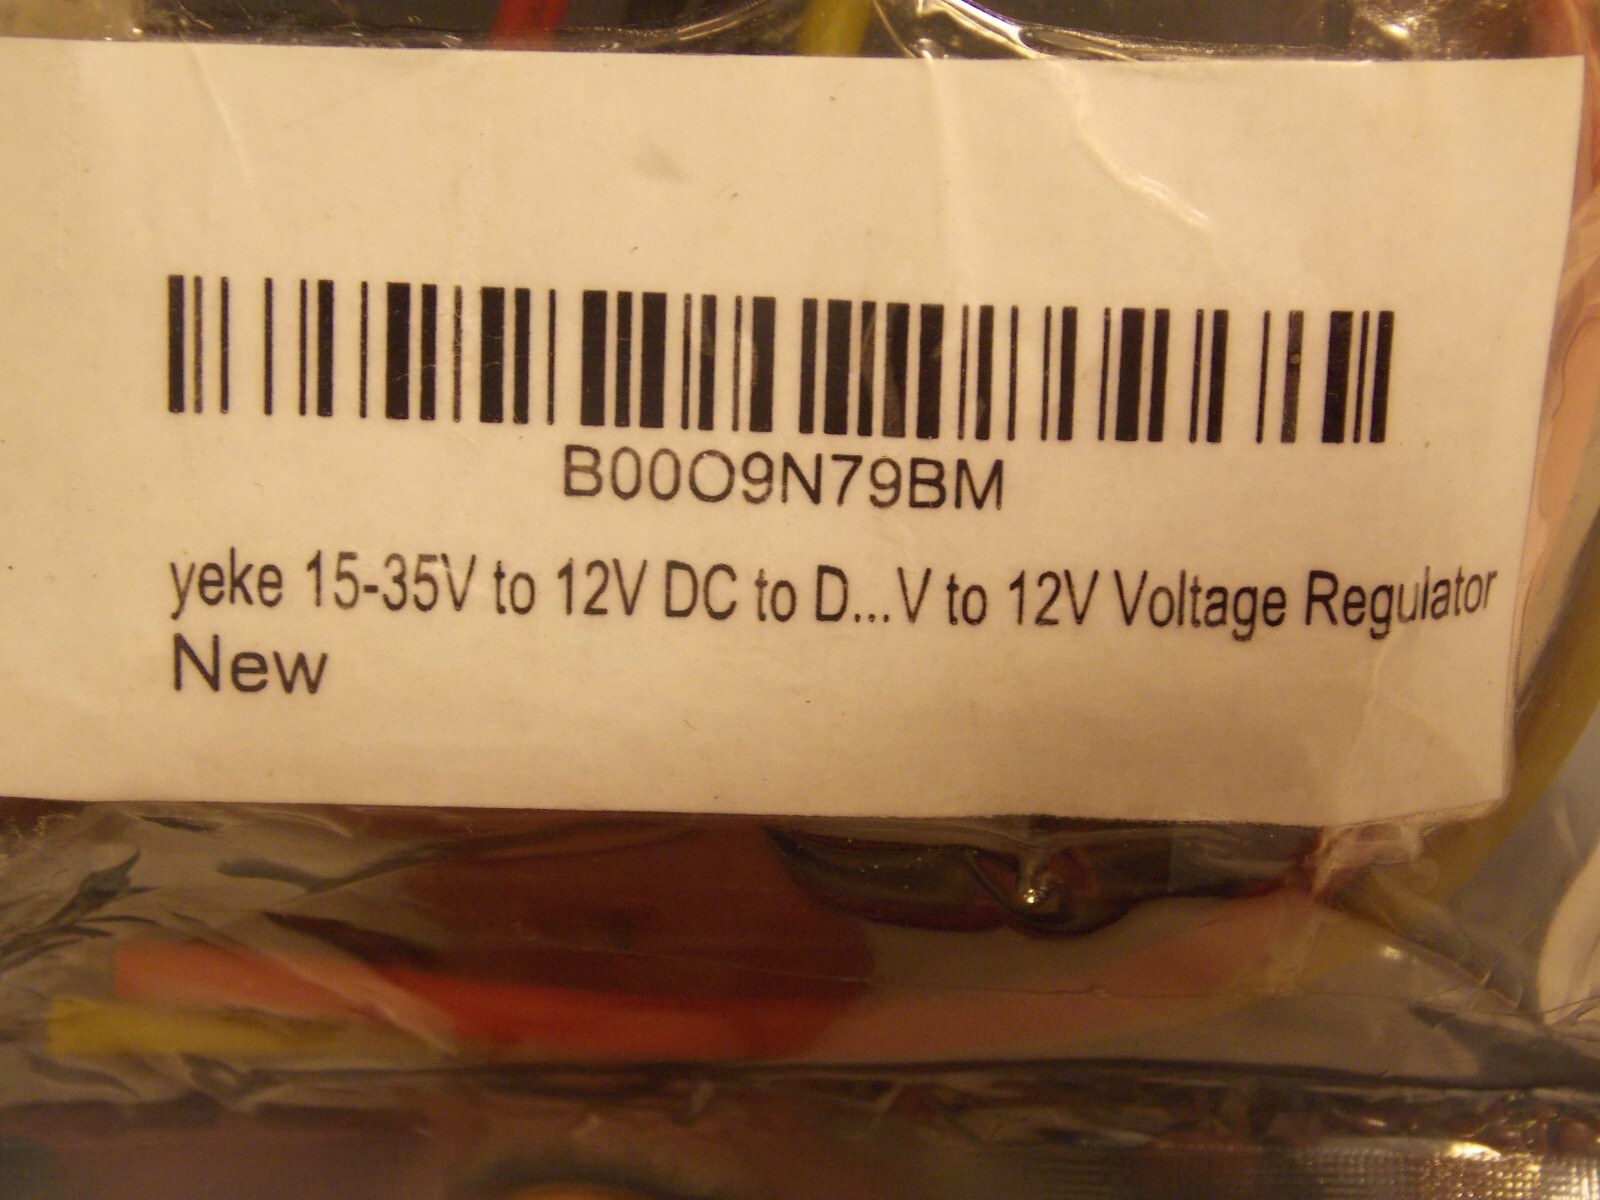 B00O9N79BM
yeke 15-35V to 12V DC to D...V to 12V Voltage Regulator
New